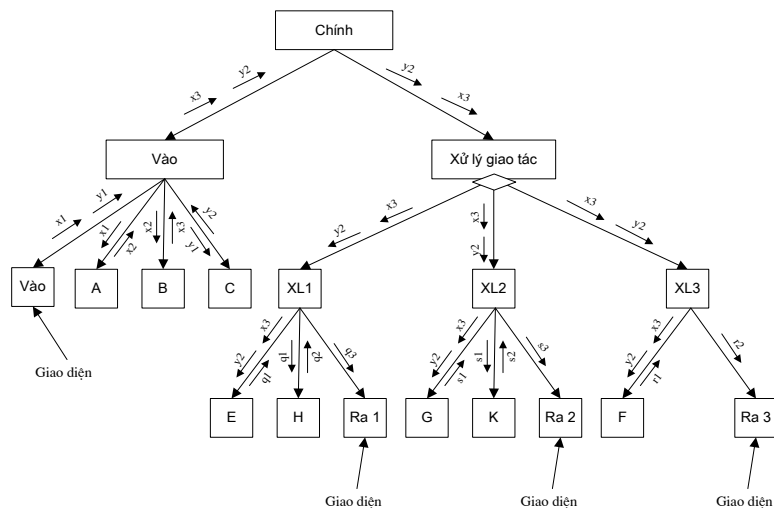 Chính
x3 y2 y2 x3
Vào Xử lý giao tác
x1 y1 x1 x2 x2 x3 y2 y1
y2 x3 x3 y2 x3 y2
Vào A B C XL1 XL2 XL3
Giao diện
y2 x3 q1 q1 q2 q3 y2 x3 s1 s1 s2 s3 y2 x3 r1 r2
E H Ra 1 G K Ra 2 F Ra 3
Giao diện Giao diện Giao diện